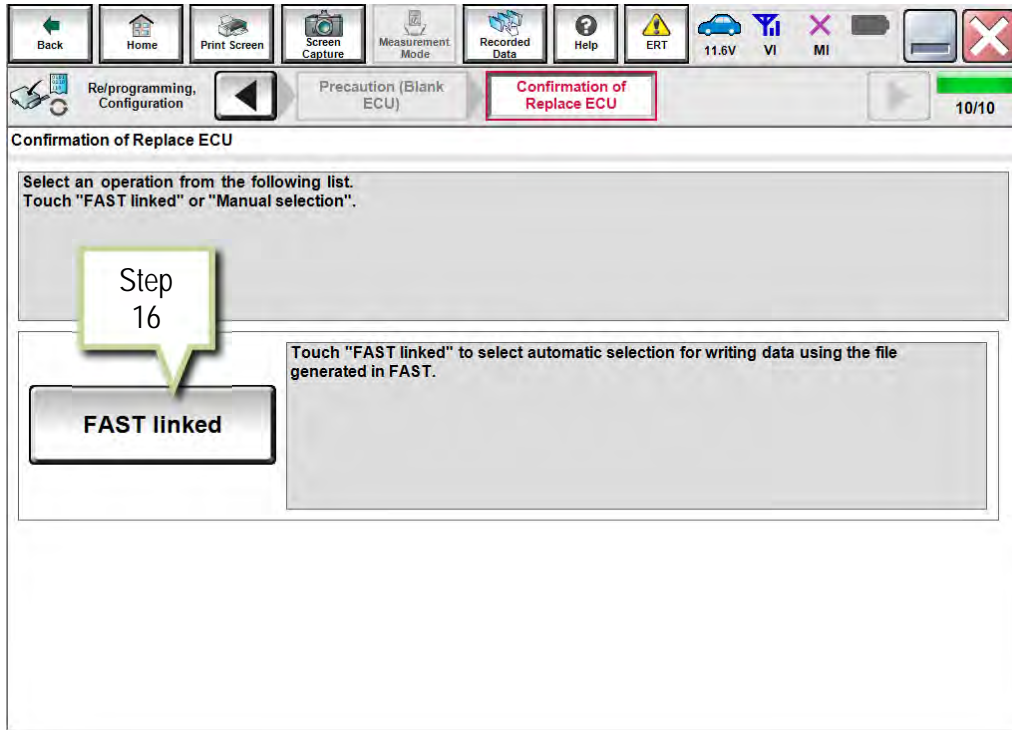 Back
Home
Print Screen
Screen
Capture
Measurement
Mode
Recorded
Data
Help
ERT
11.6V
VI
MI
Re/programming,
Configuration
Precaution (Blank
ECU)
Confirmation of
Replace ECU
10/10
Confirmation of Replace ECU
Select an operation from the following list.
Touch "FAST linked" or "Manual selection".
Step
16
Touch "FAST linked" to select automatic selection for writing data using the file
generated in FAST.
FAST linked